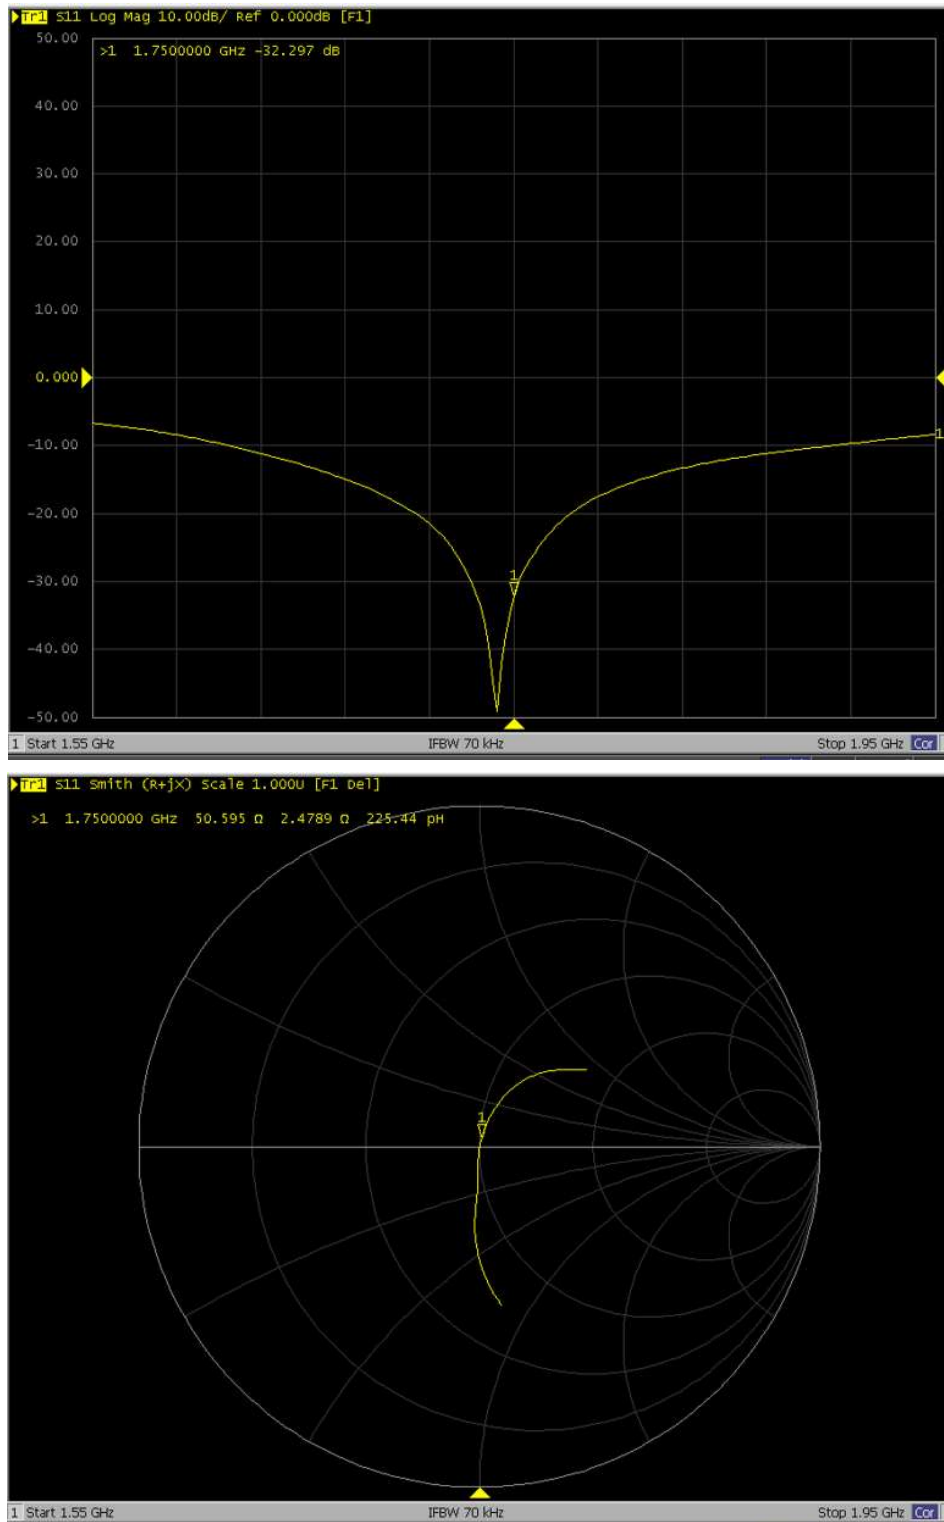 Tr1 S11 Log Mag 10.00dB/ Ref 0.000dB [F1]
50.00
>1 1.7500000 GHz -32.297 dB
40.00
30.00
20.00
10.00
0.000
1
-10.00
-20.00
1
-30.00
-40.00
-50.00
1 Start 1.55 GHz IFBW 70 kHz Stop 1.95 GHz Cor
Tr1 S11 Smith (R+jX) Scale 1.000U [F1 Del]
>1 1.7500000 GHz 50.595 Ω 2.4789 Ω 225.44 pH
1
1 Start 1.55 GHz IFBW 70 kHz Stop 1.95 GHz Cor